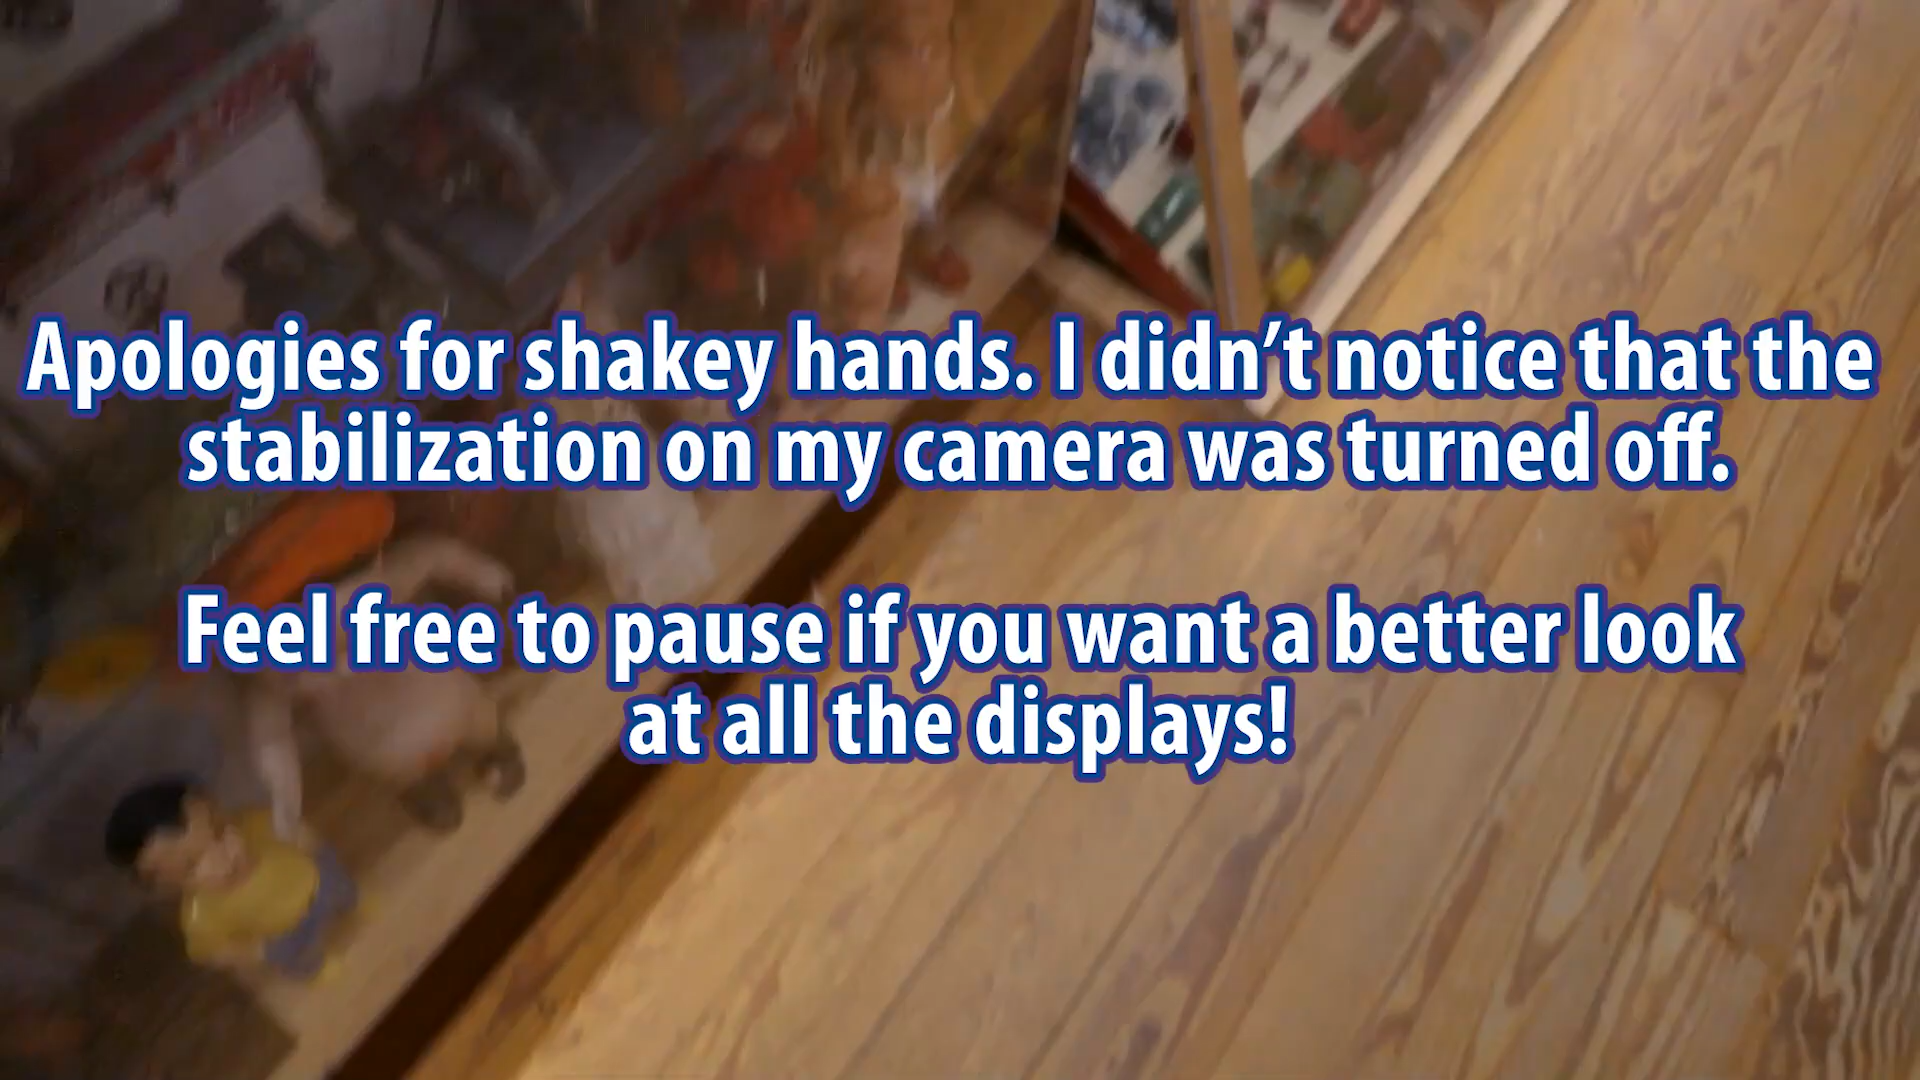 Apologies for shakey hands. I didn’t notice that the
stabilization on my camera was turned off.
Feel free to pause if you want a better look
at all the displays!